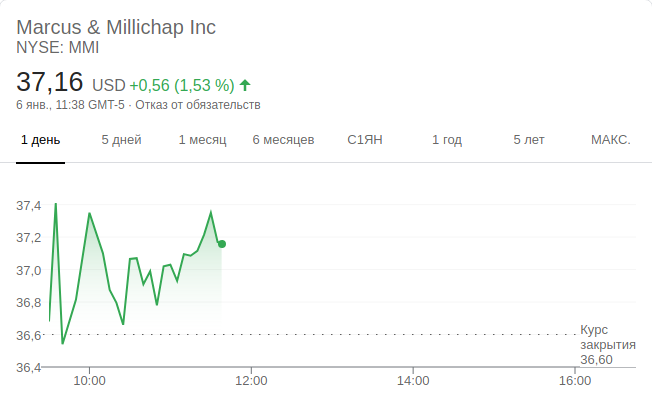 Marcus & Millichap Inc
NYSE: MMI
37,16 USD +0,56 (1,53 %)
6 янв., 11:38 GMT-5 · Отказ от обязательств
1 день 5 дней 1 месяц 6 месяцев С1ЯН 1 год 5 лет МАКС.
37,4
37,2
37,0
36,8
36,6
Курс
закрытия
36,60
36,4
10:00 12:00 14:00 16:00